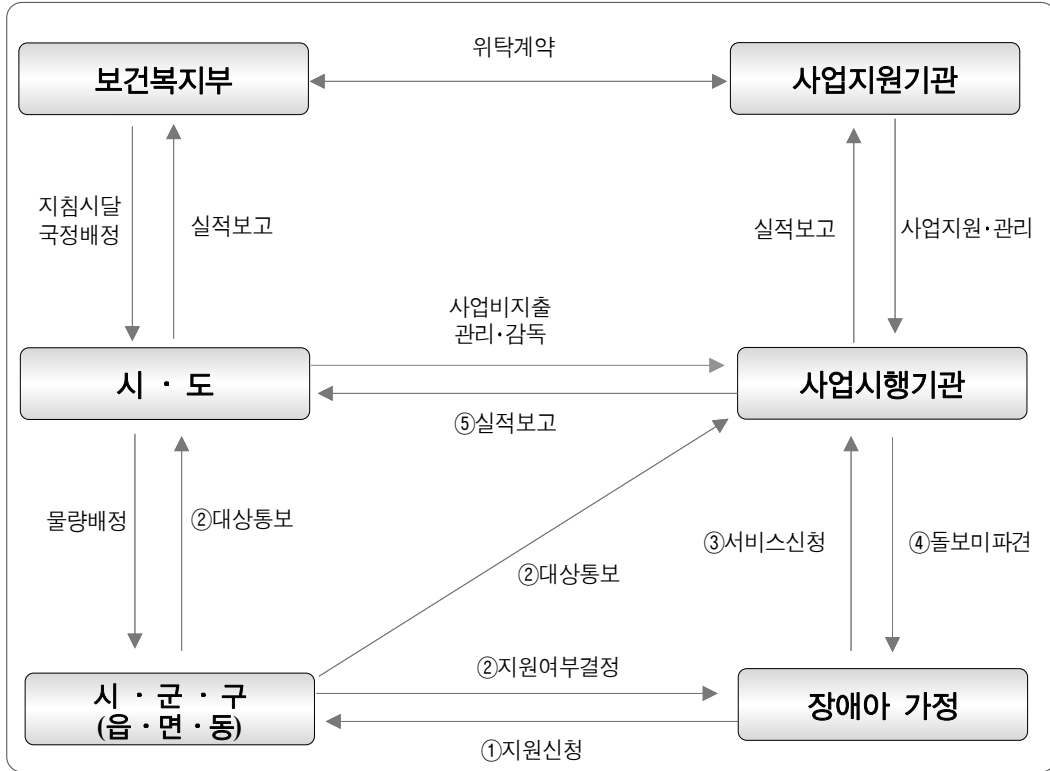 위탁계약
보건복지부
사업지원기관
지침시달
국정배정
실적보고
실적보고
사업지원·관리
사업비지출
관리·감독
시 · 도
사업시행기관
⑤실적보고
물량배정
②대상통보
③서비스신청
④돌보미파견
②대상통보
②지원여부결정
시 · 군 · 구
(읍 · 면 · 동)
장애아 가정
①지원신청